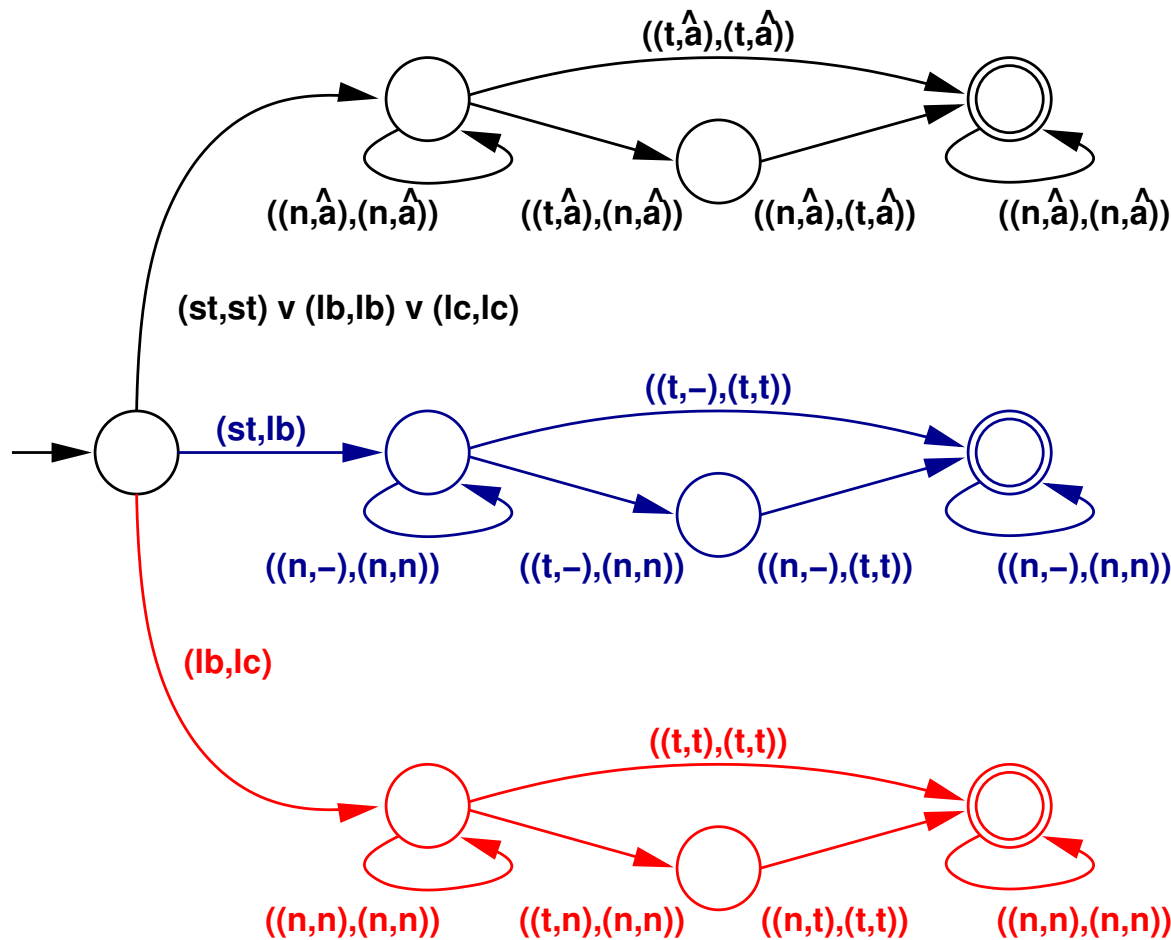 ((t,â),(t,â))
((n,â),(n,â)) ((t,â),(n,â)) ((n,â),(t,â)) ((n,â),(n,â))
(st,st) v (lb,lb) v (lc,lc)
((t,−),(t,t))
(st,lb)
((n,−),(n,n)) ((t,−),(n,n)) ((n,−),(t,t)) ((n,−),(n,n))
(lb,lc)
((t,t),(t,t))
((n,n),(n,n)) ((t,n),(n,n)) ((n,t),(t,t)) ((n,n),(n,n))